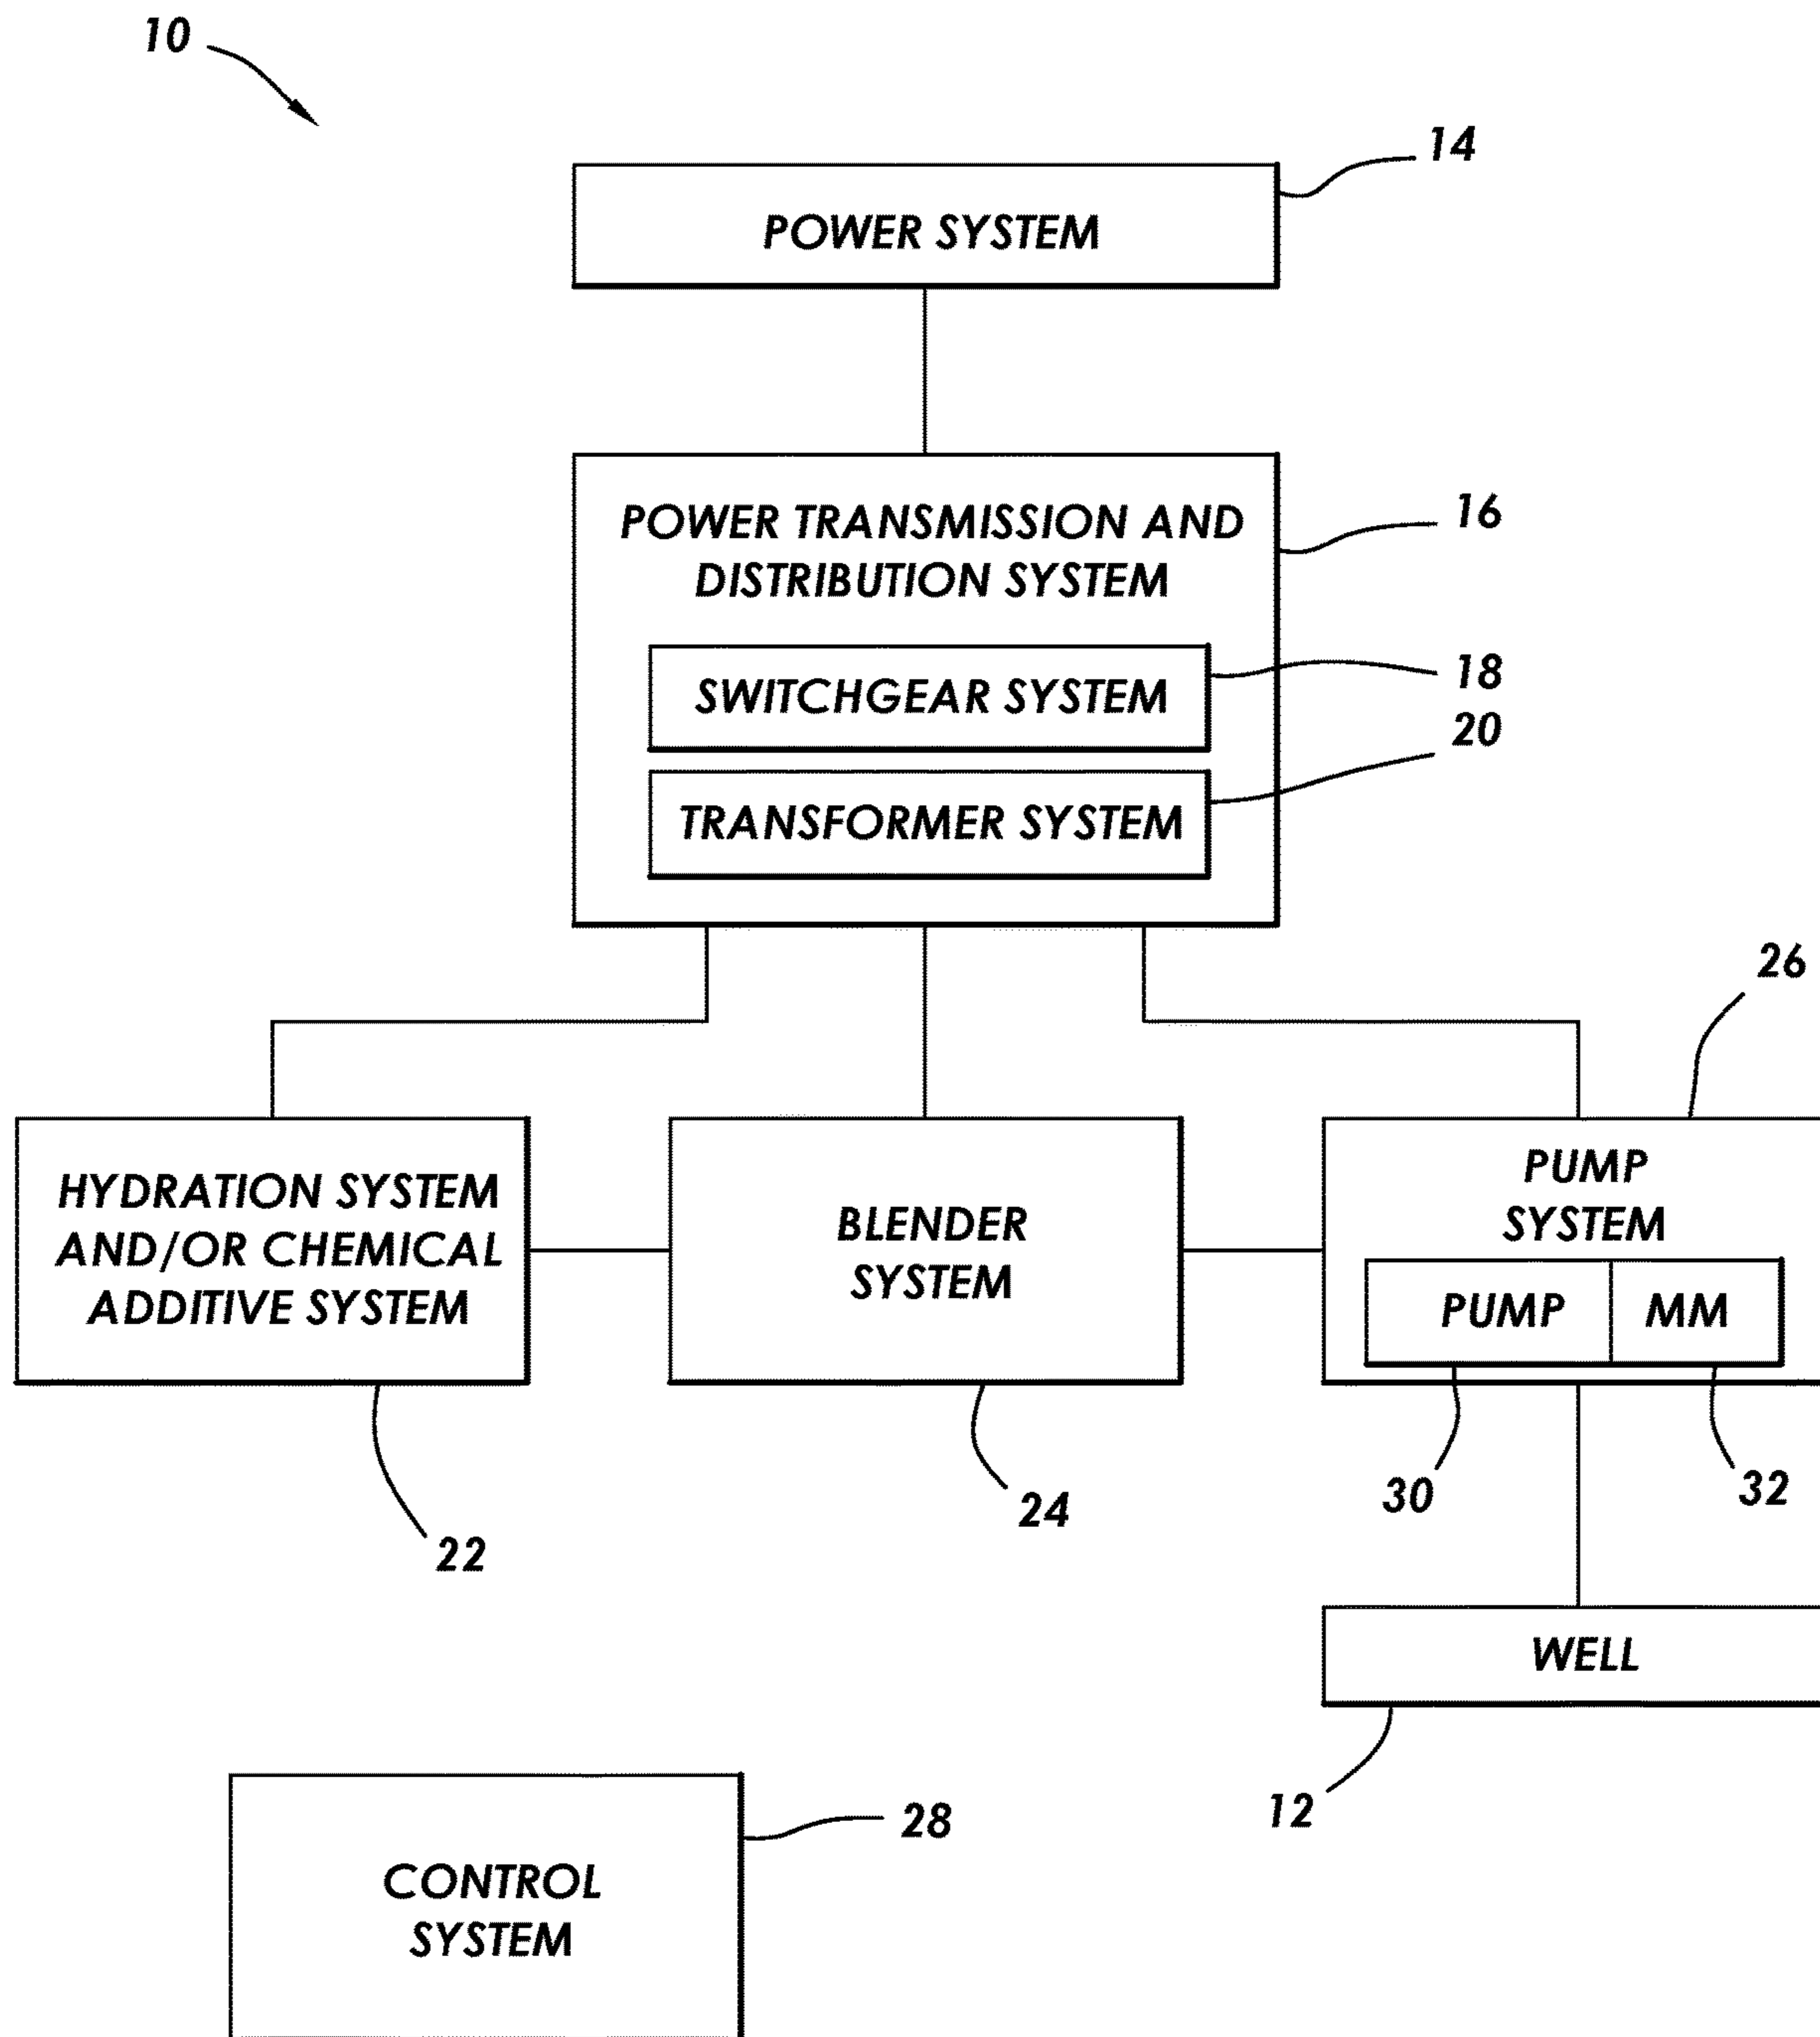 10
14
POWER SYSTEM
POWER TRANSMISSION AND
DISTRIBUTION SYSTEM
16
SWITCHGEAR SYSTEM
18
20
TRANSFORMER SYSTEM
26
HYDRATION SYSTEM
AND/OR CHEMICAL
ADDITIVE SYSTEM
22
BLENDER
SYSTEM
24
PUMP
SYSTEM
PUMP
MM
30
32
WELL
12
28
CONTROL
SYSTEM